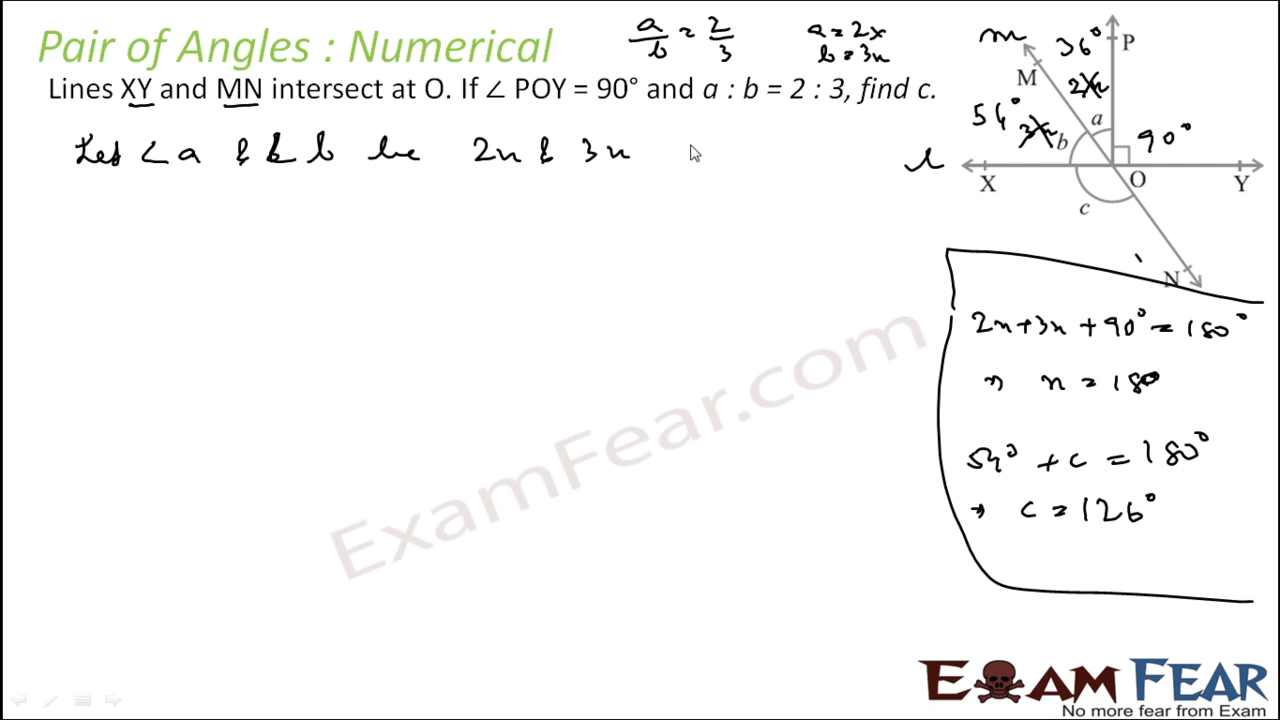 Pair of Angles : Numerical
a/b = 2/3 a = 2x
b = 3x
Lines XY and MN intersect at O. If ∠ POY = 90° and a : b = 2 : 3, find c.
Let ∠a & ∠b be 2x & 3x
m 36° P
M 2x
54° a
3x b 90°
l
X O Y
c
N
2x+3x + 90° = 180°
⇒ x = 180
54° + c = 180°
⇒ c = 126°
ExamFear.com
EXAM FEAR
No more fear from Exam